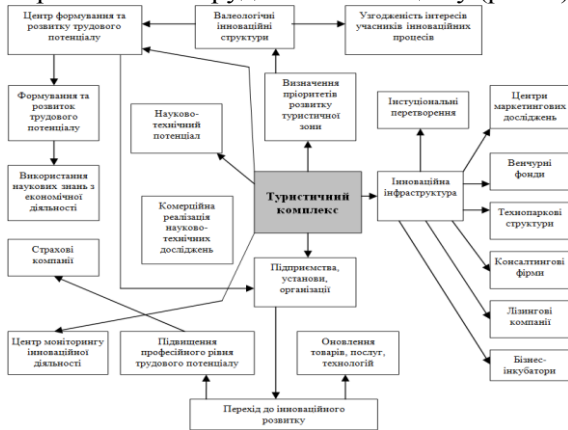 Центр формування та
розвитку трудового
потенціалу
Валеологічні
інноваційні
структури
Узгодженість інтересів
учасників інноваційних
процесів
Формування та
розвиток
трудового
потенціалу
Науково-
технічний
потенціал
Визначення
пріоритетів
розвитку
туристичної
зони
Інстуціональні
перетворення
Центри
маркетингових
досліджень
Венчурні
фонди
Використання
наукових знань з
економічної
діяльності
Комерційна
реалізація
науково-
технічних
досліджень
Туристичний
комплекс
Інноваційна
інфраструктура
Технопаркові
структури
Страхові
компанії
Підприємства,
установи,
організації
Консалтингові
фірми
Лізингові
компанії
Центр моніторингу
інноваційної
діяльності
Підвищення
професійного рівня
трудового потенціалу
Оновлення
товарів, послуг,
технологій
Бізнес-
інкубатори
Перехід до інноваційного
розвитку